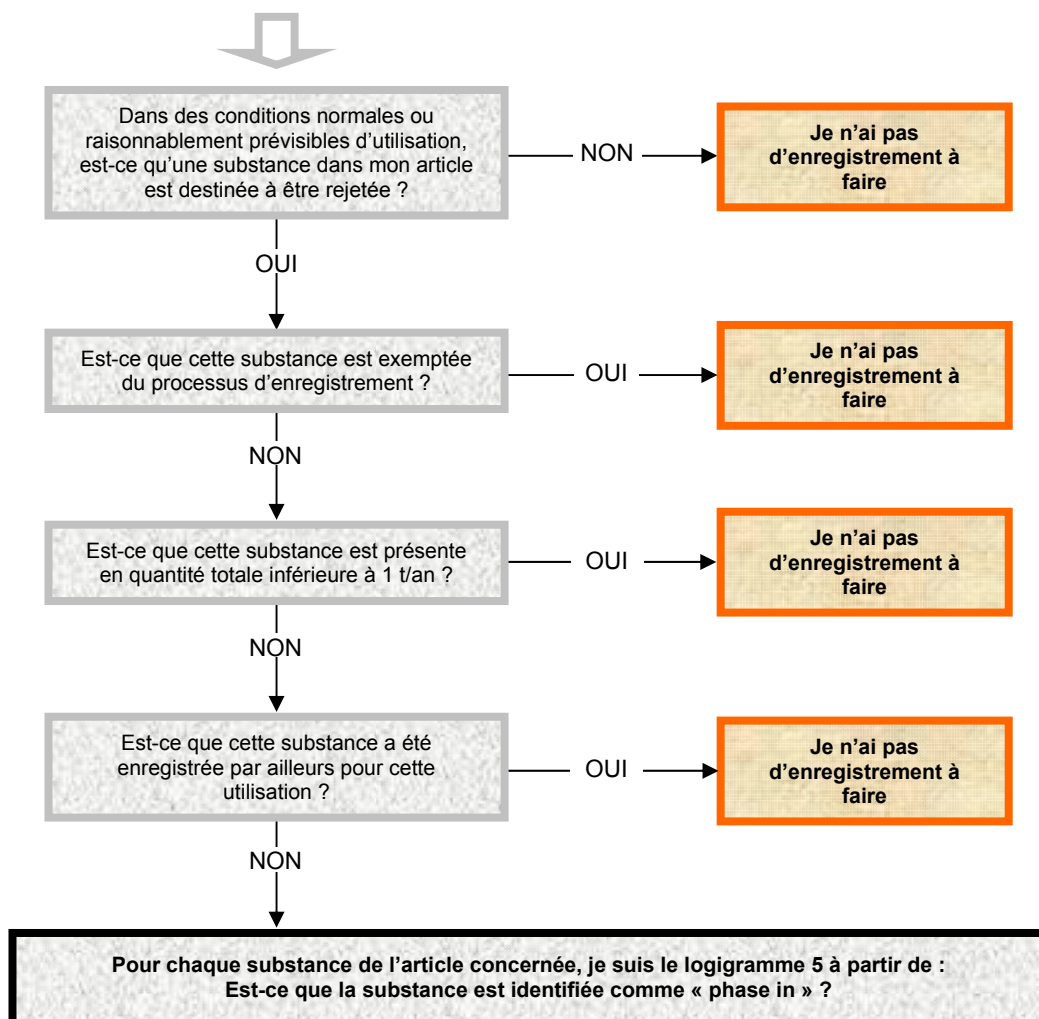 Dans des conditions normales ou
raisonnablement prévisibles d'utilisation,
est-ce qu'une substance dans mon article
est destinée à être rejetée ?
NON
Je n'ai pas
d'enregistrement à
faire
OUI
Est-ce que cette substance est exemptée
du processus d'enregistrement ?
OUI
Je n'ai pas
d'enregistrement à
faire
NON
Est-ce que cette substance est présente
en quantité totale inférieure à 1 t/an ?
OUI
Je n'ai pas
d'enregistrement à
faire
NON
Est-ce que cette substance a été
enregistrée par ailleurs pour cette
utilisation ?
OUI
Je n'ai pas
d'enregistrement à
faire
NON
Pour chaque substance de l'article concernée, je suis le logigramme 5 à partir de :
Est-ce que la substance est identifiée comme « phase in » ?